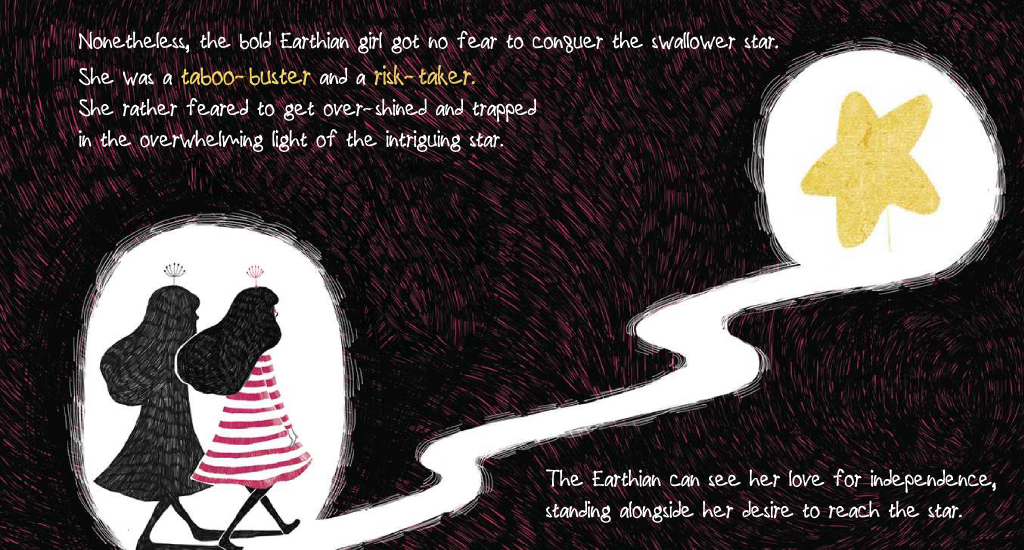 Nonetheless, the bold Earthian girl got no fear to conquer the swallower star.
She was a taboo-buster and a risk-taker.
She rather feared to get over-shined and trapped
in the overwhelming light of the intriguing star.
The Earthian can see her love for independence,
standing alongside her desire to reach the star.